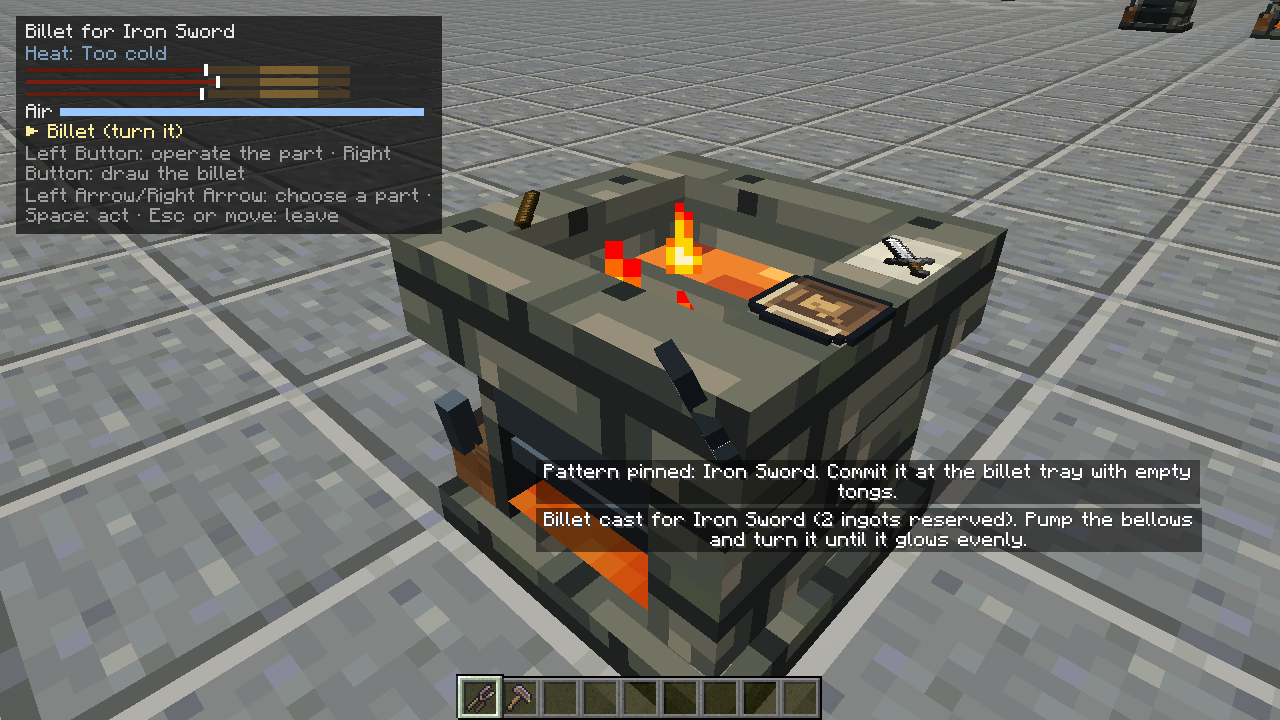 Billet for Iron Sword
Heat: Too cold
Air
► Billet (turn it)
Left Button: operate the part · Right
Button: draw the billet
Left Arrow/Right Arrow: choose a part ·
Space: act · Esc or move: leave
Pattern pinned: Iron Sword. Commit it at the billet tray with empty
tongs.
Billet cast for Iron Sword (2 ingots reserved). Pump the bellows
and turn it until it glows evenly.